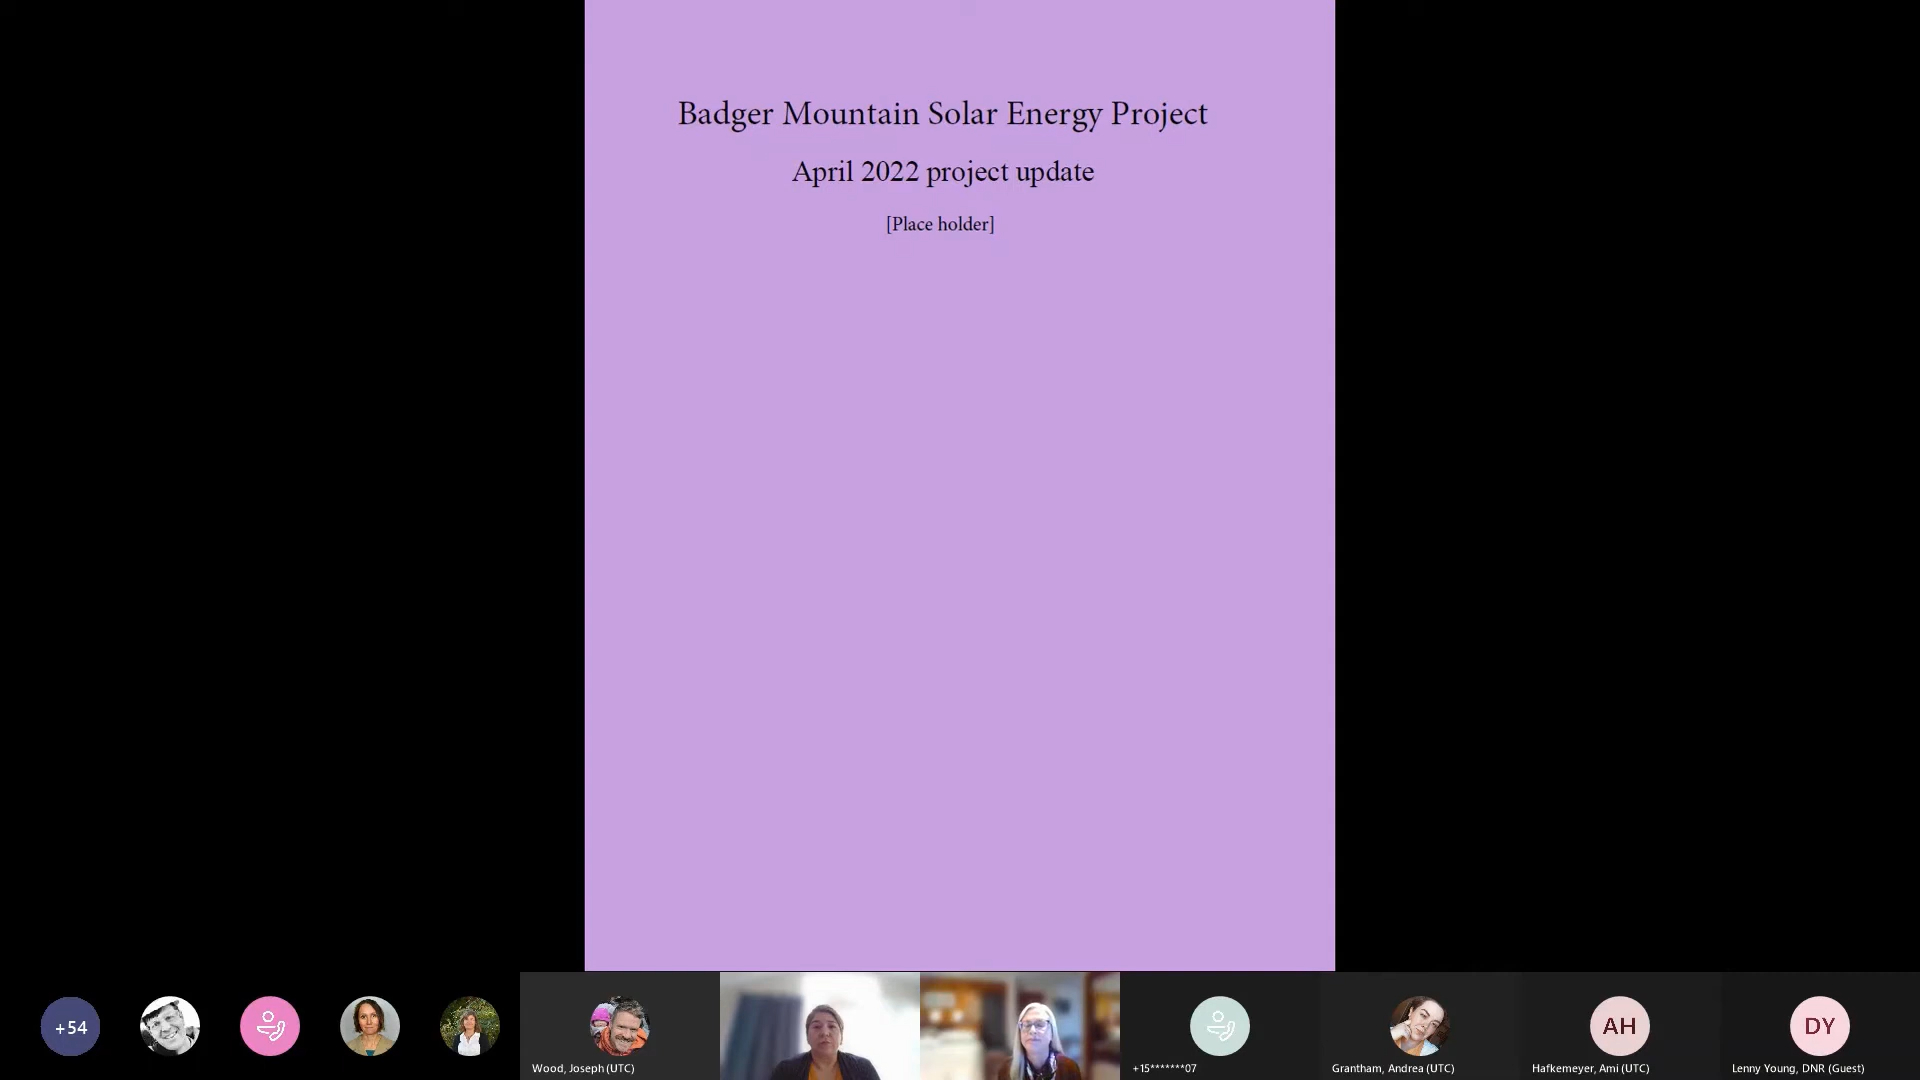 Badger Mountain Solar Energy Project
April 2022 project update
[Place holder]
+54
Wood, Joseph (UTC)
+15*******07
Grantham, Andrea (UTC)
AH
Hafkemeyer, Ami (UTC)
DY
Lenny Young, DNR (Guest)